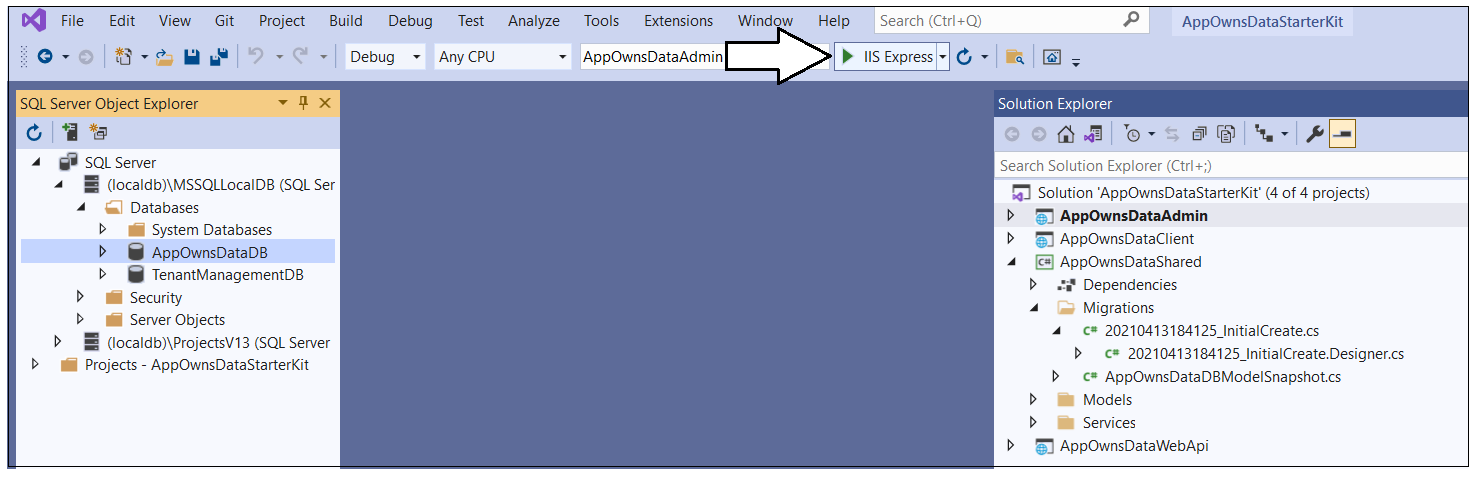 File Edit View Git Project Build Debug Test Analyze Tools Extensions Window Help Search (Ctrl+Q) AppOwnsDataStarterKit
Debug Any CPU AppOwnsDataAdmin IIS Express
SQL Server Object Explorer
SQL Server
(localdb)\MSSQLLocalDB (SQL Ser
Databases
System Databases
AppOwnsDataDB
TenantManagementDB
Security
Server Objects
(localdb)\ProjectsV13 (SQL Server
Projects - AppOwnsDataStarterKit
Solution Explorer
Search Solution Explorer (Ctrl+;)
Solution 'AppOwnsDataStarterKit' (4 of 4 projects)
AppOwnsDataAdmin
AppOwnsDataClient
C# AppOwnsDataShared
Dependencies
Migrations
C# 20210413184125_InitialCreate.cs
C# 20210413184125_InitialCreate.Designer.cs
C# AppOwnsDataDBModelSnapshot.cs
Models
Services
AppOwnsDataWebApi